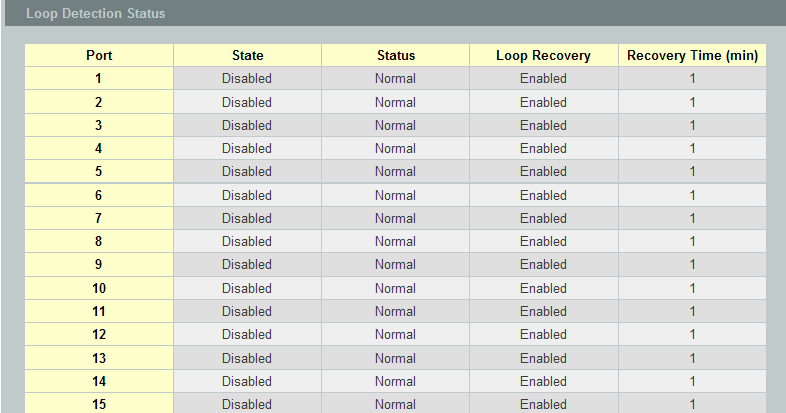 Loop Detection Status
Port State Status Loop Recovery Recovery Time (min)
1 Disabled Normal Enabled 1
2 Disabled Normal Enabled 1
3 Disabled Normal Enabled 1
4 Disabled Normal Enabled 1
5 Disabled Normal Enabled 1
6 Disabled Normal Enabled 1
7 Disabled Normal Enabled 1
8 Disabled Normal Enabled 1
9 Disabled Normal Enabled 1
10 Disabled Normal Enabled 1
11 Disabled Normal Enabled 1
12 Disabled Normal Enabled 1
13 Disabled Normal Enabled 1
14 Disabled Normal Enabled 1
15 Disabled Normal Enabled 1